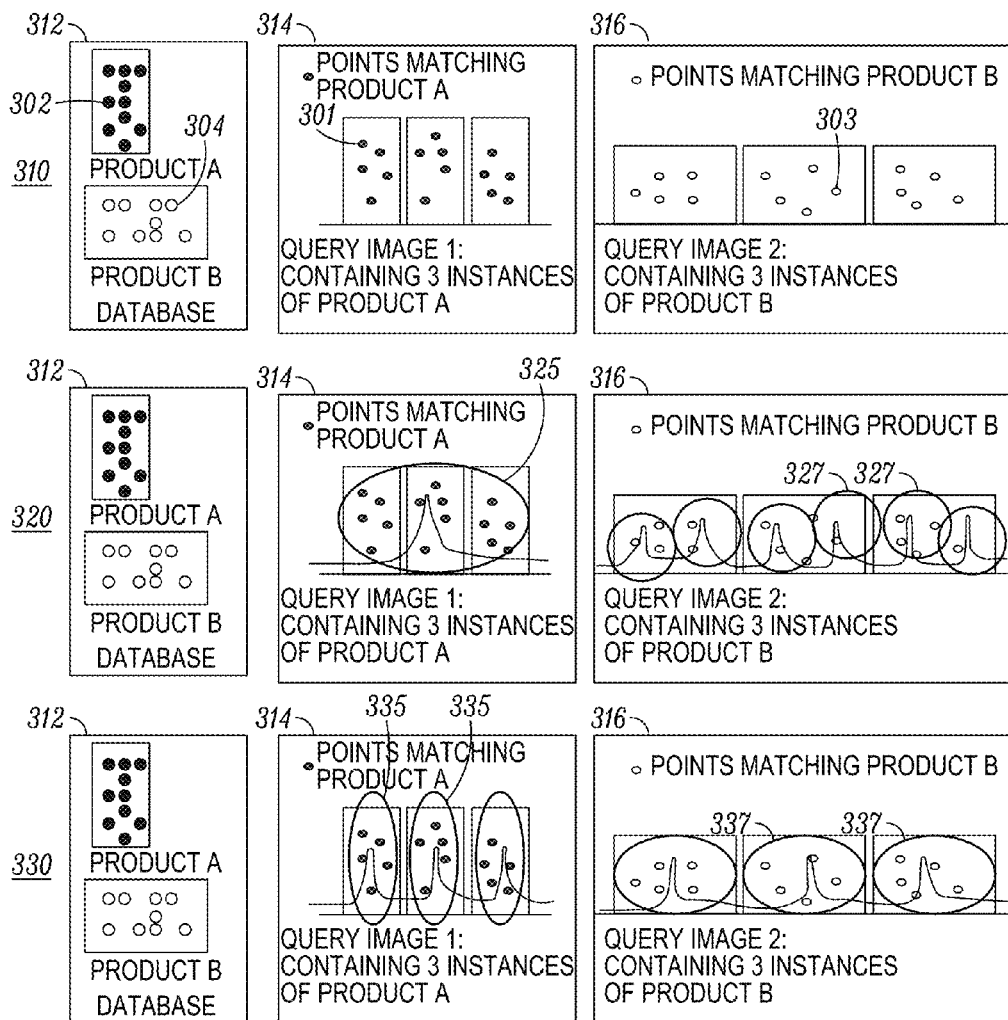 312
314
316
302
304
310
PRODUCT A
PRODUCT B
DATABASE
POINTS MATCHING
PRODUCT A
301
QUERY IMAGE 1:
CONTAINING 3 INSTANCES
OF PRODUCT A
POINTS MATCHING PRODUCT B
303
QUERY IMAGE 2:
CONTAINING 3 INSTANCES
OF PRODUCT B
312
314
325
316
320
PRODUCT A
PRODUCT B
DATABASE
POINTS MATCHING
PRODUCT A
QUERY IMAGE 1:
CONTAINING 3 INSTANCES
OF PRODUCT A
POINTS MATCHING PRODUCT B
327 327
QUERY IMAGE 2:
CONTAINING 3 INSTANCES
OF PRODUCT B
312
314
335 335
316
330
PRODUCT A
PRODUCT B
DATABASE
POINTS MATCHING
PRODUCT A
QUERY IMAGE 1:
CONTAINING 3 INSTANCES
OF PRODUCT A
POINTS MATCHING PRODUCT B
337 337
QUERY IMAGE 2:
CONTAINING 3 INSTANCES
OF PRODUCT B